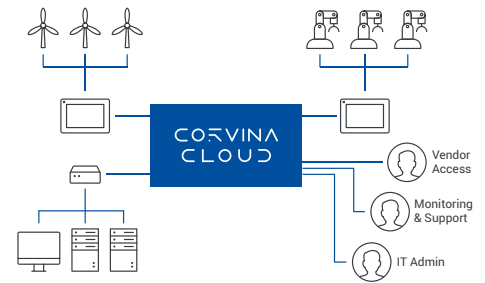 CORVINA
CLOUD
Vendor
Access
Monitoring
& Support
IT Admin